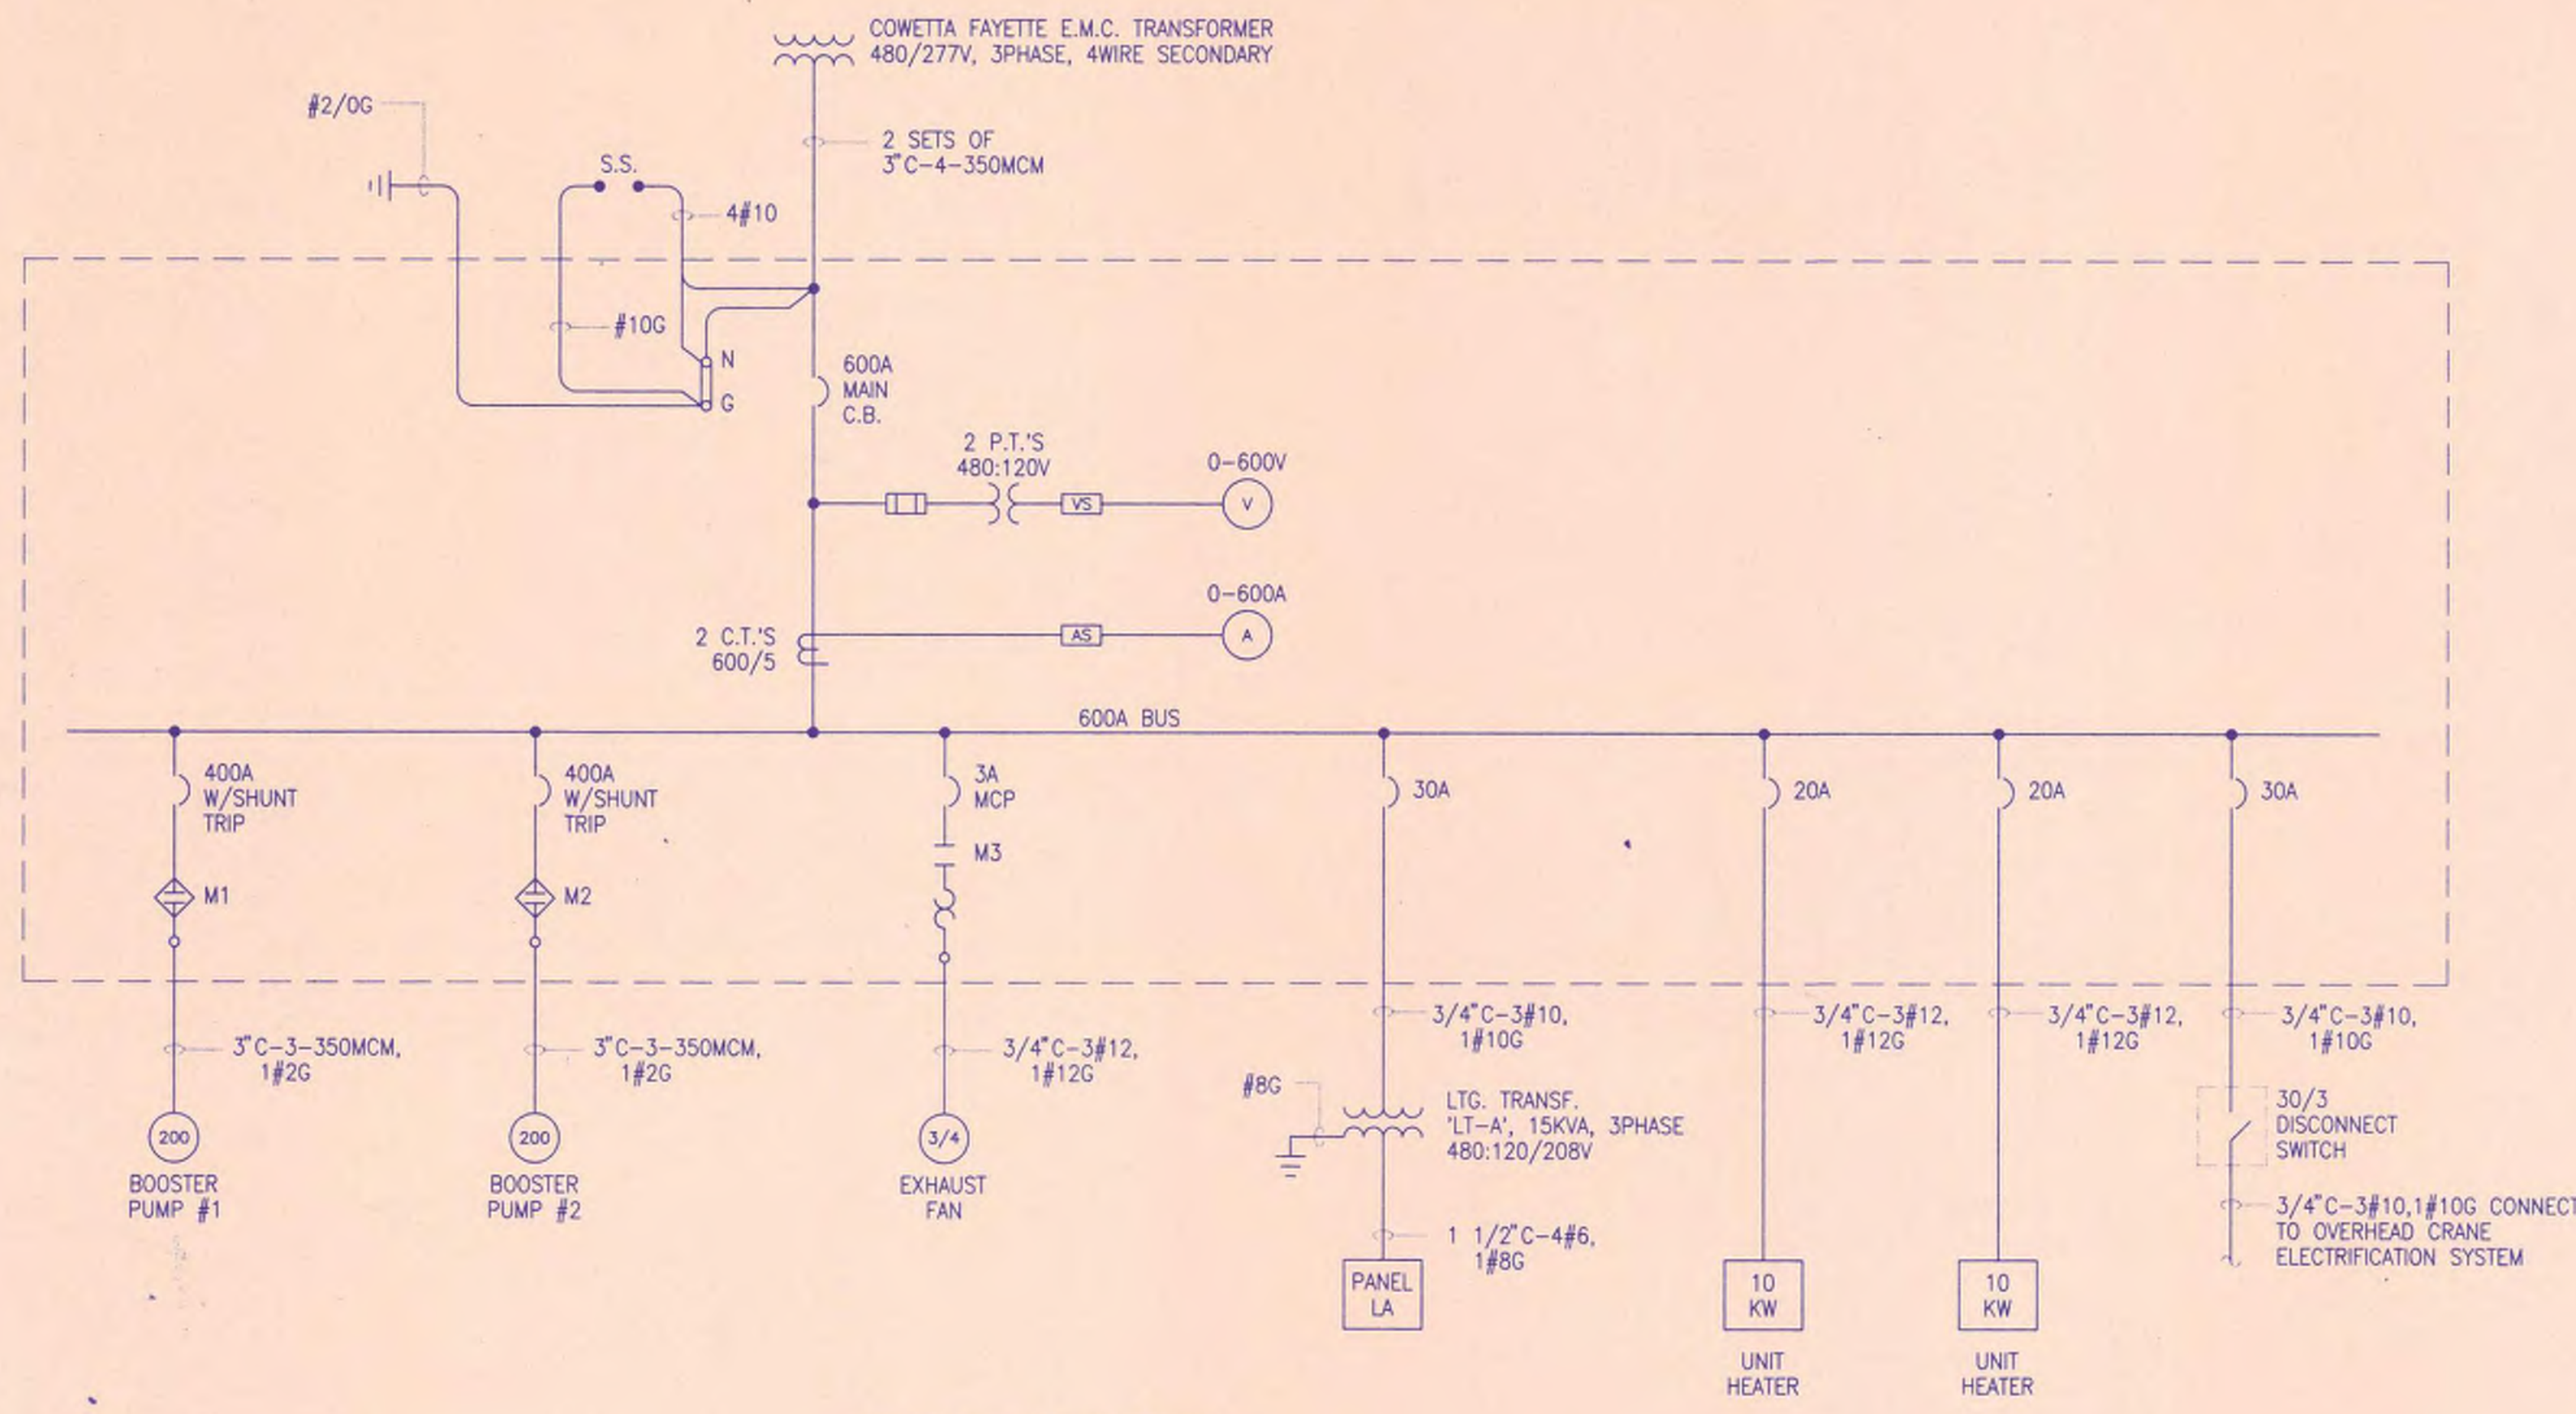 COWETTA FAYETTE E.M.C. TRANSFORMER
480/277V, 3PHASE, 4WIRE SECONDARY
#2/0G
2 SETS OF
3"C-4-350MCM
S.S.
4#10
#10G
N
G
600A
MAIN
C.B.
2 P.T.'S
480:120V
VS
0-600V
V
2 C.T.'S
600/5
AS
0-600A
A
600A BUS
400A
W/SHUNT
TRIP
M1
3"C-3-350MCM,
1#2G
200
BOOSTER
PUMP #1
400A
W/SHUNT
TRIP
M2
3"C-3-350MCM,
1#2G
200
BOOSTER
PUMP #2
3A
MCP
M3
3/4"C-3#12,
1#12G
3/4
EXHAUST
FAN
30A
3/4"C-3#10,
1#10G
#8G
LTG. TRANSF.
'LT-A', 15KVA, 3PHASE
480:120/208V
1 1/2"C-4#6,
1#8G
PANEL
LA
20A
3/4"C-3#12,
1#12G
10
KW
UNIT
HEATER
20A
3/4"C-3#12,
1#12G
10
KW
UNIT
HEATER
30A
3/4"C-3#10,
1#10G
30/3
DISCONNECT
SWITCH
3/4"C-3#10,1#10G CONNECT
TO OVERHEAD CRANE
ELECTRIFICATION SYSTEM